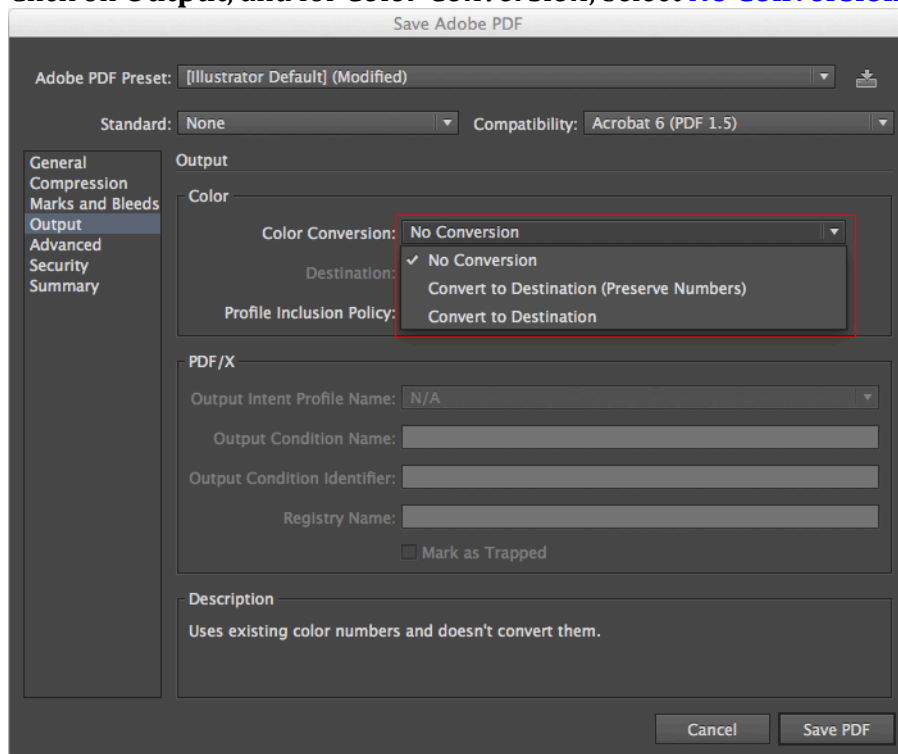 Click on Output, and for Color Conversion, select No Conversion
Save Adobe PDF
Adobe PDF Preset: [Illustrator Default] (Modified)
Standard: None Compatibility: Acrobat 6 (PDF 1.5)
General
Compression
Marks and Bleeds
Output
Advanced
Security
Summary
Output
Color
Color Conversion: No Conversion
✓ No Conversion
Destination:
Convert to Destination (Preserve Numbers)
Profile Inclusion Policy:
Convert to Destination
PDF/X
Output Intent Profile Name: N/A
Output Condition Name:
Output Condition Identifier:
Registry Name:
Mark as Trapped
Description
Uses existing color numbers and doesn't convert them.
Cancel Save PDF